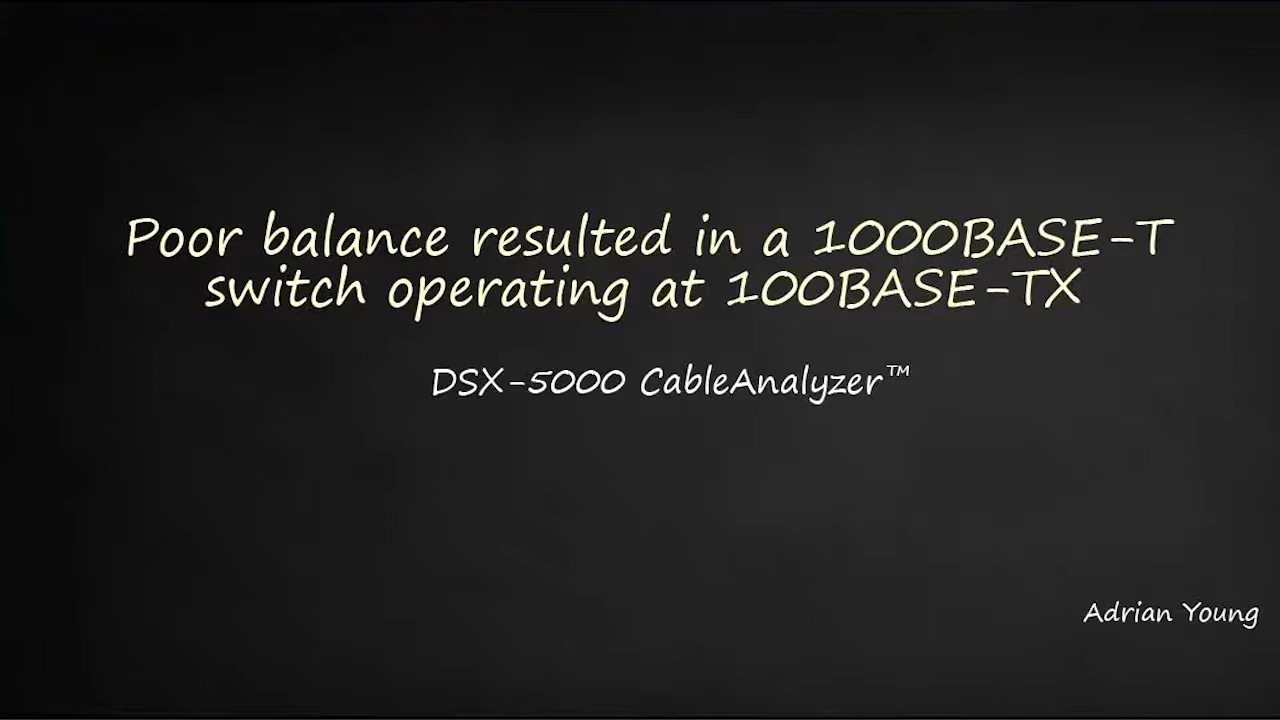 Poor balance resulted in a 1000BASE-T
switch operating at 100BASE-TX
DSX-5000 CableAnalyzer™
Adrian Young